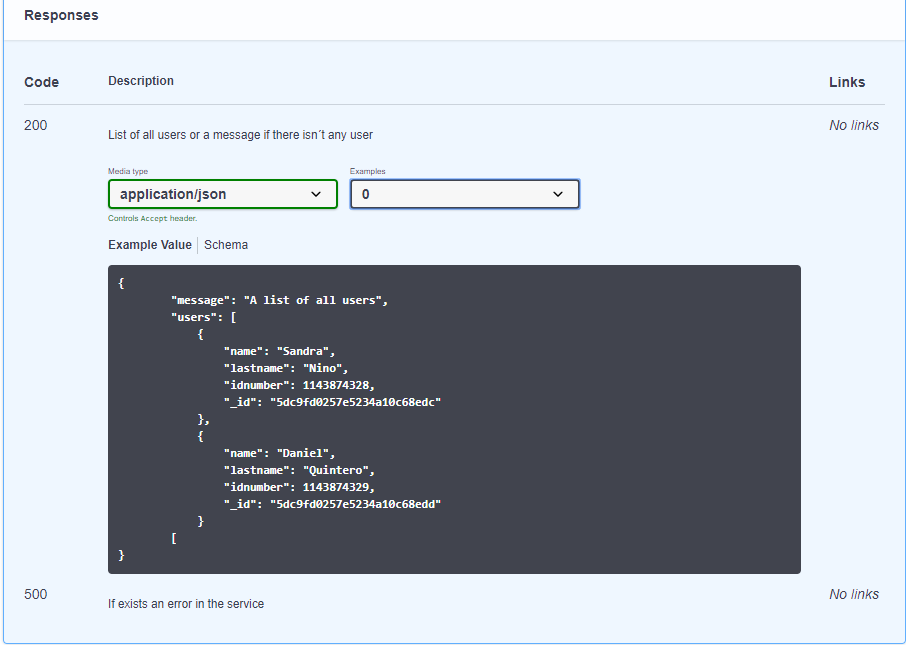 Responses
Code Description Links
200 No links
List of all users or a message if there isn´t any user
Media type Examples
application/json 0
Controls Accept header.
Example Value Schema
{
"message": "A list of all users",
"users": [
{
"name": "Sandra",
"lastname": "Nino",
"idnumber": 1143874328,
"_id": "5dc9fd0257e5234a10c68edc"
},
{
"name": "Daniel",
"lastname": "Quintero",
"idnumber": 1143874329,
"_id": "5dc9fd0257e5234a10c68edd"
}
[
}
500 No links
If exists an error in the service